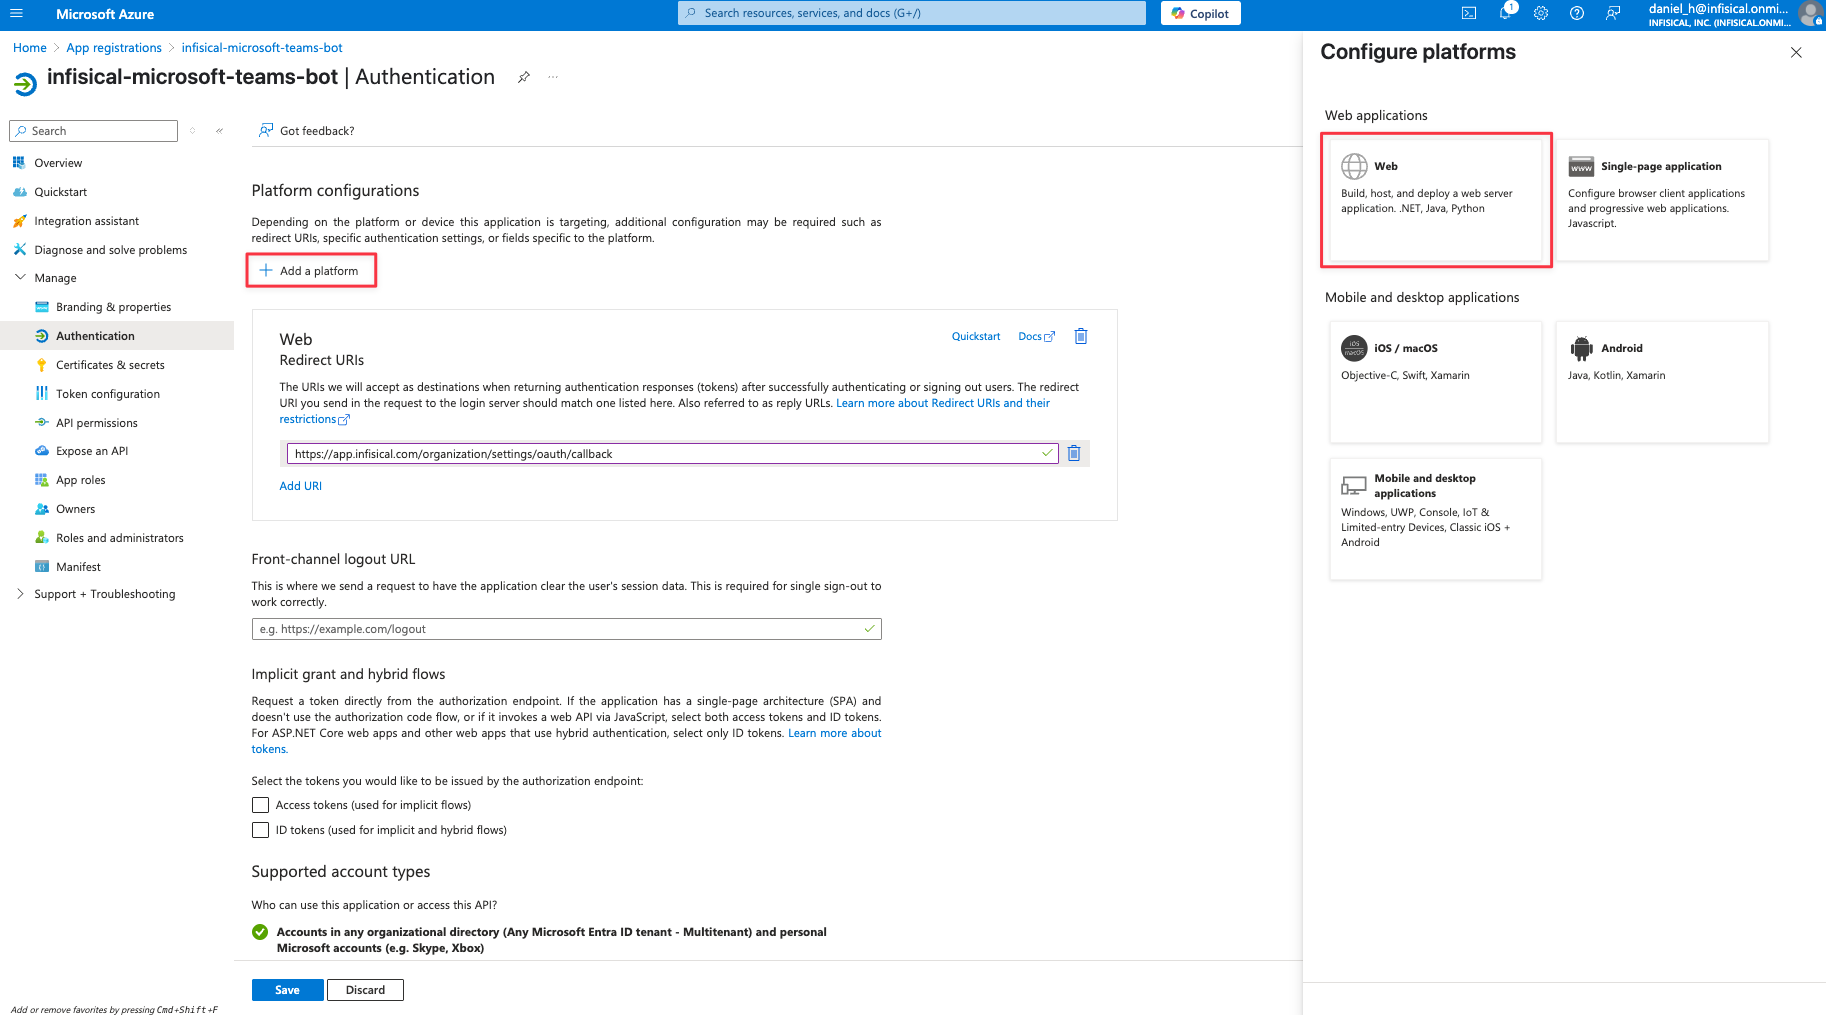 Microsoft Azure
Search resources, services, and docs (G+/)
Copilot
1
daniel_h@infisical.onmi...
INFISICAL, INC. (INFISICAL.ONMI...
Home > App registrations > infisical-microsoft-teams-bot
infisical-microsoft-teams-bot | Authentication
Search
Overview
Quickstart
Integration assistant
Diagnose and solve problems
Manage
Branding & properties
Authentication
Certificates & secrets
Token configuration
API permissions
Expose an API
App roles
Owners
Roles and administrators
Manifest
Support + Troubleshooting
Add or remove favorites by pressing Cmd+Shift+F
Got feedback?
Platform configurations
Depending on the platform or device this application is targeting, additional configuration may be required such as
redirect URIs, specific authentication settings, or fields specific to the platform.
Add a platform
Web
Quickstart
Docs
Redirect URIs
The URIs we will accept as destinations when returning authentication responses (tokens) after successfully authenticating or signing out users. The redirect
URI you send in the request to the login server should match one listed here. Also referred to as reply URLs. Learn more about Redirect URIs and their
restrictions
https://app.infisical.com/organization/settings/oauth/callback
Add URI
Front-channel logout URL
This is where we send a request to have the application clear the user's session data. This is required for single sign-out to
work correctly.
e.g. https://example.com/logout
Implicit grant and hybrid flows
Request a token directly from the authorization endpoint. If the application has a single-page architecture (SPA) and
doesn't use the authorization code flow, or if it invokes a web API via JavaScript, select both access tokens and ID tokens.
For ASP.NET Core web apps and other web apps that use hybrid authentication, select only ID tokens. Learn more about
tokens.
Select the tokens you would like to be issued by the authorization endpoint:
Access tokens (used for implicit flows)
ID tokens (used for implicit and hybrid flows)
Supported account types
Who can use this application or access this API?
Accounts in any organizational directory (Any Microsoft Entra ID tenant - Multitenant) and personal
Microsoft accounts (e.g. Skype, Xbox)
Save
Discard
Configure platforms
Web applications
Web
Build, host, and deploy a web server
application. .NET, Java, Python
www
Single-page application
Configure browser client applications
and progressive web applications.
Javascript.
Mobile and desktop applications
iOS
macOS
iOS / macOS
Objective-C, Swift, Xamarin
Android
Java, Kotlin, Xamarin
Mobile and desktop
applications
Windows, UWP, Console, IoT &
Limited-entry Devices, Classic iOS +
Android